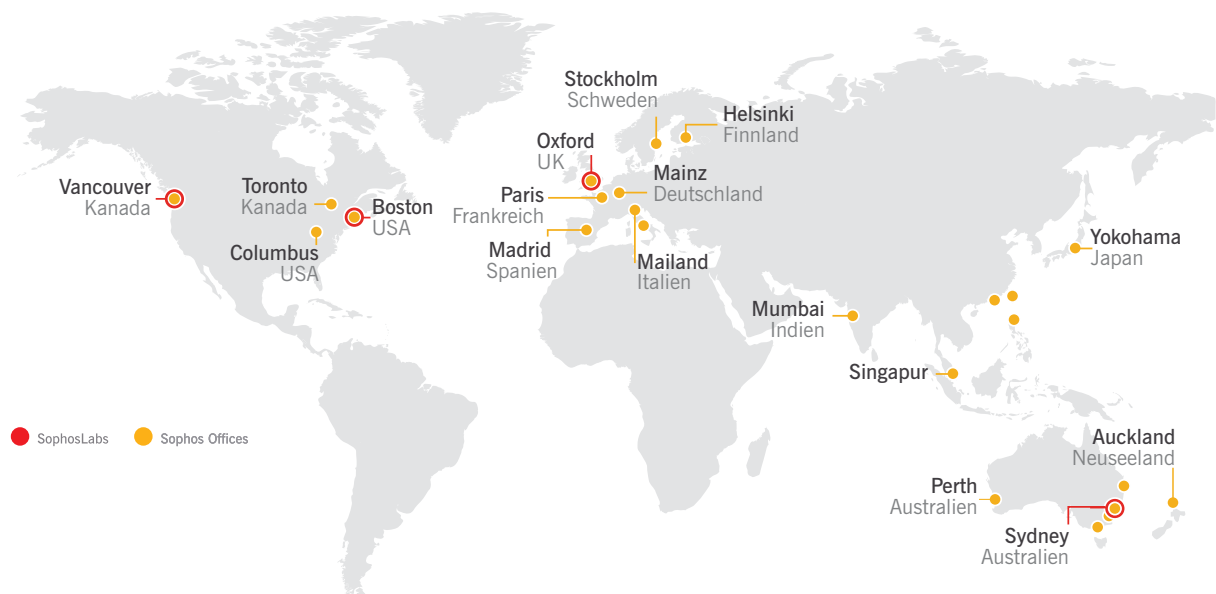 Stockholm
Schweden
Helsinki
Finnland
Oxford
UK
Mainz
Deutschland
Vancouver
Kanada
Toronto
Kanada
Paris
Frankreich
Boston
USA
Columbus
USA
Madrid
Spanien
Mailand
Italien
Yokohama
Japan
Mumbai
Indien
Singapur
SophosLabs
Sophos Offices
Auckland
Neuseeland
Perth
Australien
Sydney
Australien